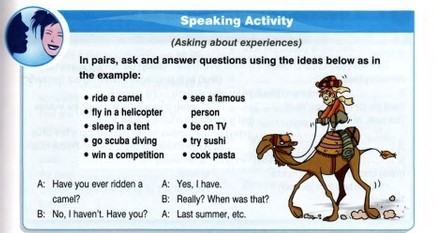 Speaking Activity
(Asking about experiences)
In pairs, ask and answer questions using the ideas below as in
the example:
• ride a camel
• fly in a helicopter
• sleep in a tent
• go scuba diving
• win a competition
• see a famous
person
• be on TV
• try sushi
• cook pasta
A: Have you ever ridden a
camel?
B: No, I haven't. Have you?
A: Yes, I have.
B: Really? When was that?
A: Last summer, etc.